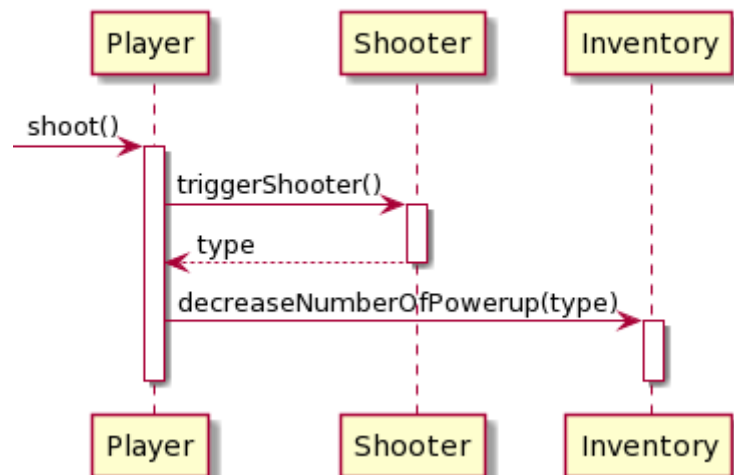 Player Shooter Inventory
shoot()
triggerShooter()
type
decreaseNumberOfPowerup(type)
Player Shooter Inventory